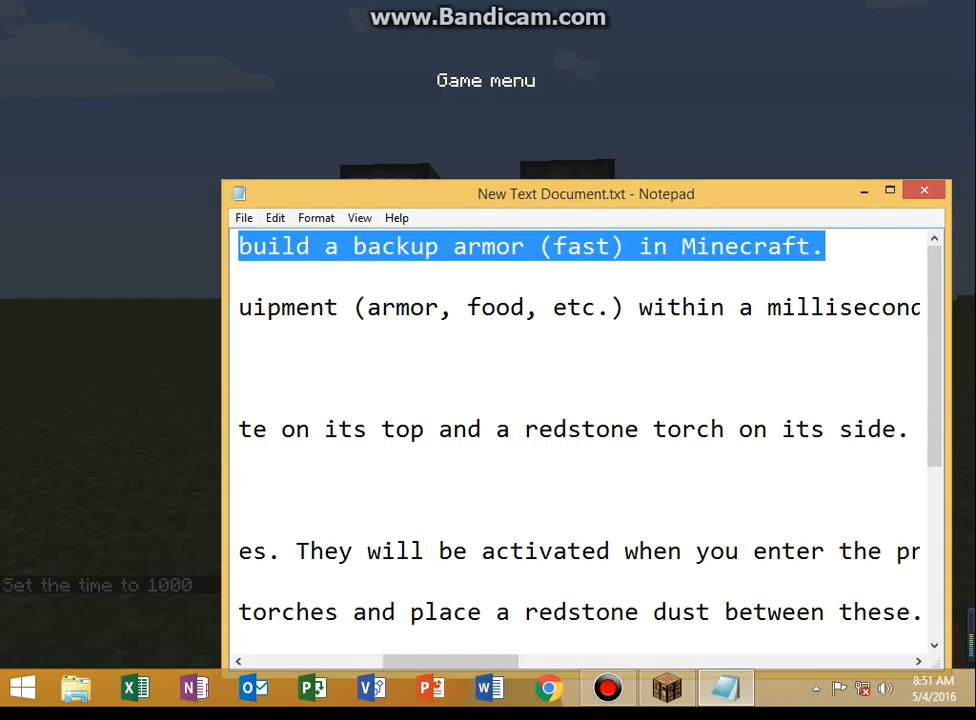 www.Bandicam.com
Game menu
New Text Document.txt - Notepad
File Edit Format View Help
build a backup armor (fast) in Minecraft.
uipment (armor, food, etc.) within a millisecond
te on its top and a redstone torch on its side.
es. They will be activated when you enter the pr
torches and place a redstone dust between these.
Set the time to 1000
8:51 AM
5/4/2016